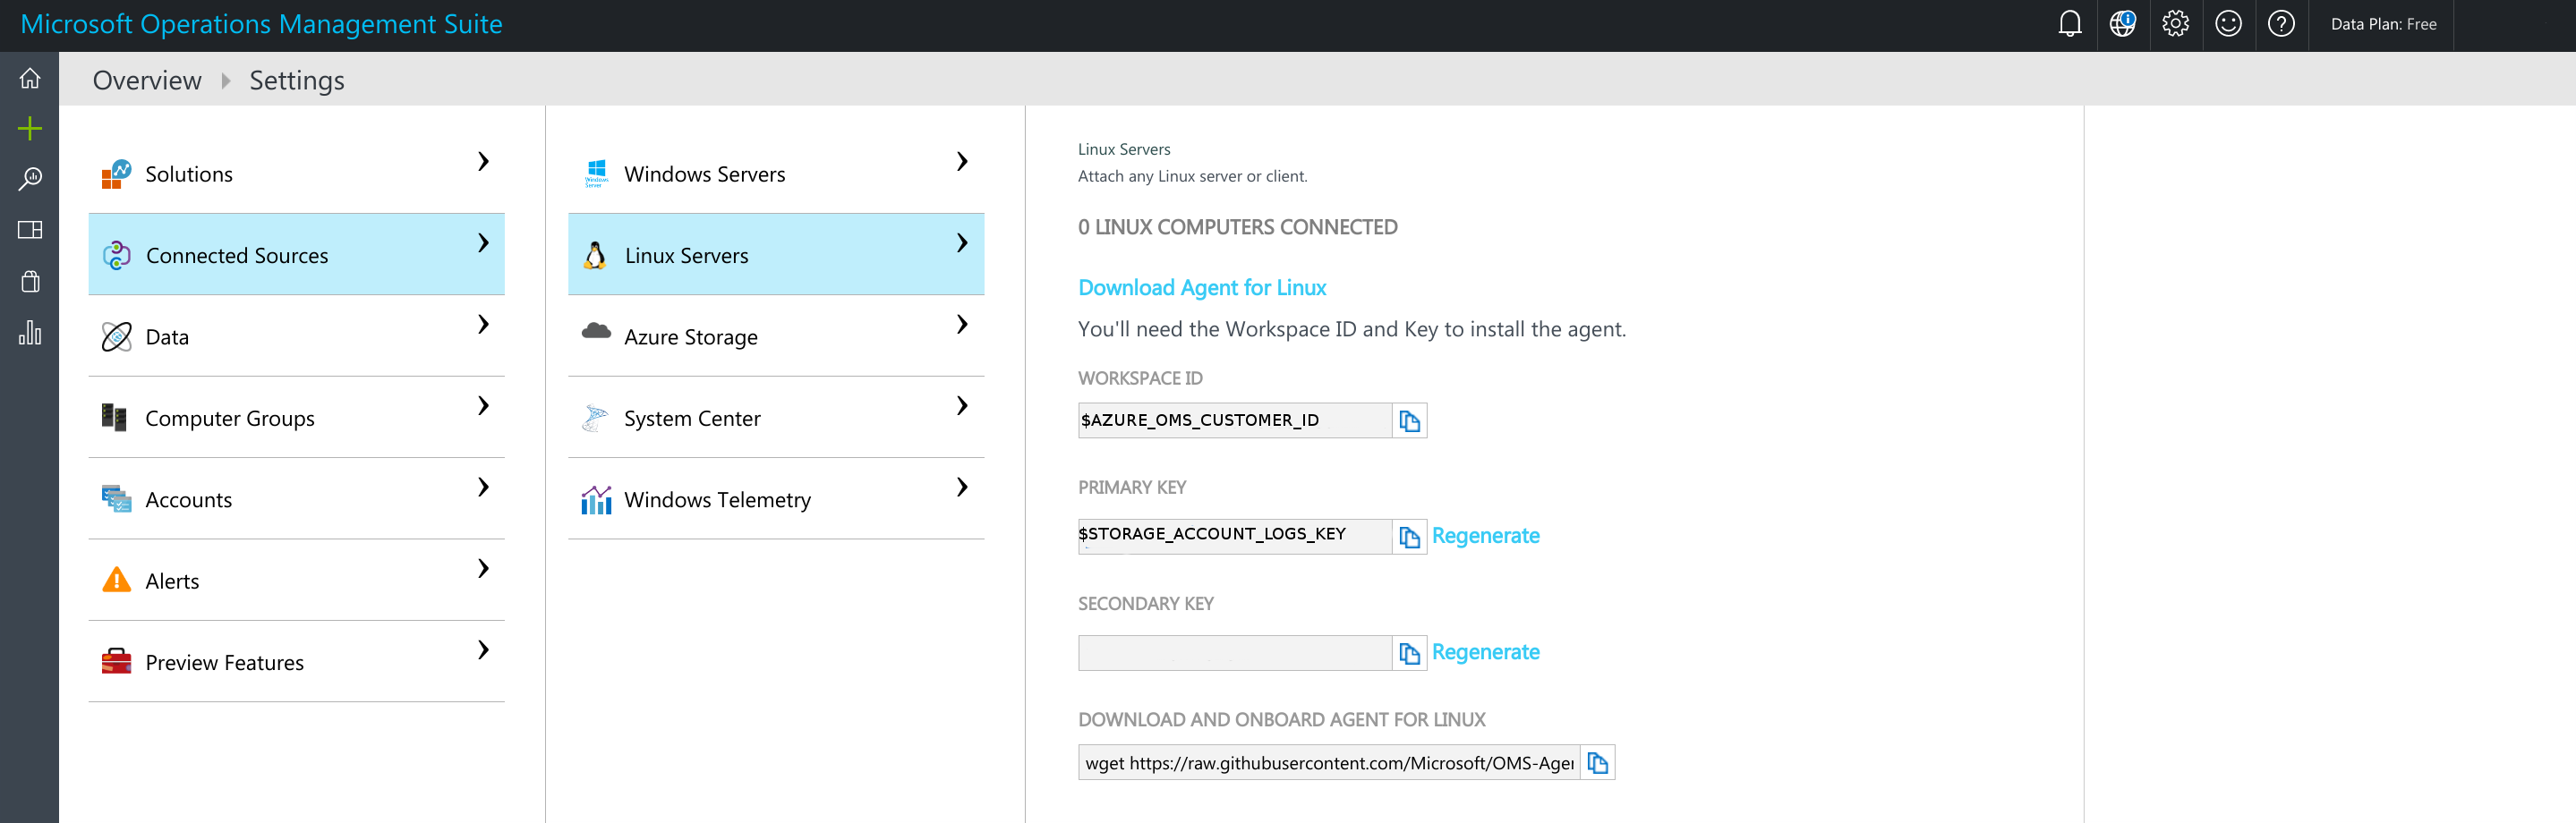 Microsoft Operations Management Suite
Data Plan: Free
Overview
Settings
Solutions
Connected Sources
Data
Computer Groups
Accounts
Alerts
Preview Features
Windows Servers
Linux Servers
Azure Storage
System Center
Windows Telemetry
Linux Servers
Attach any Linux server or client.
0 LINUX COMPUTERS CONNECTED
Download Agent for Linux
You'll need the Workspace ID and Key to install the agent.
WORKSPACE ID
$AZURE_OMS_CUSTOMER_ID
PRIMARY KEY
$STORAGE_ACCOUNT_LOGS_KEY
Regenerate
SECONDARY KEY
Regenerate
DOWNLOAD AND ONBOARD AGENT FOR LINUX
wget https://raw.githubusercontent.com/Microsoft/OMS-Agen